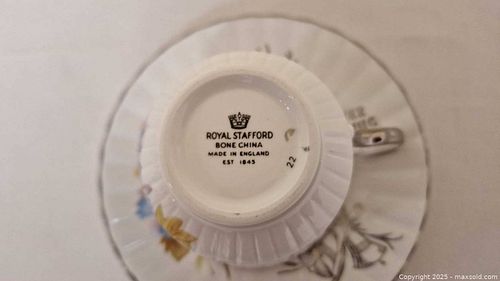 ROYAL STAFFORD
BONE CHINA
MADE IN ENGLAND
EST 1845
22
Copyright © 2025 - maxsold.com